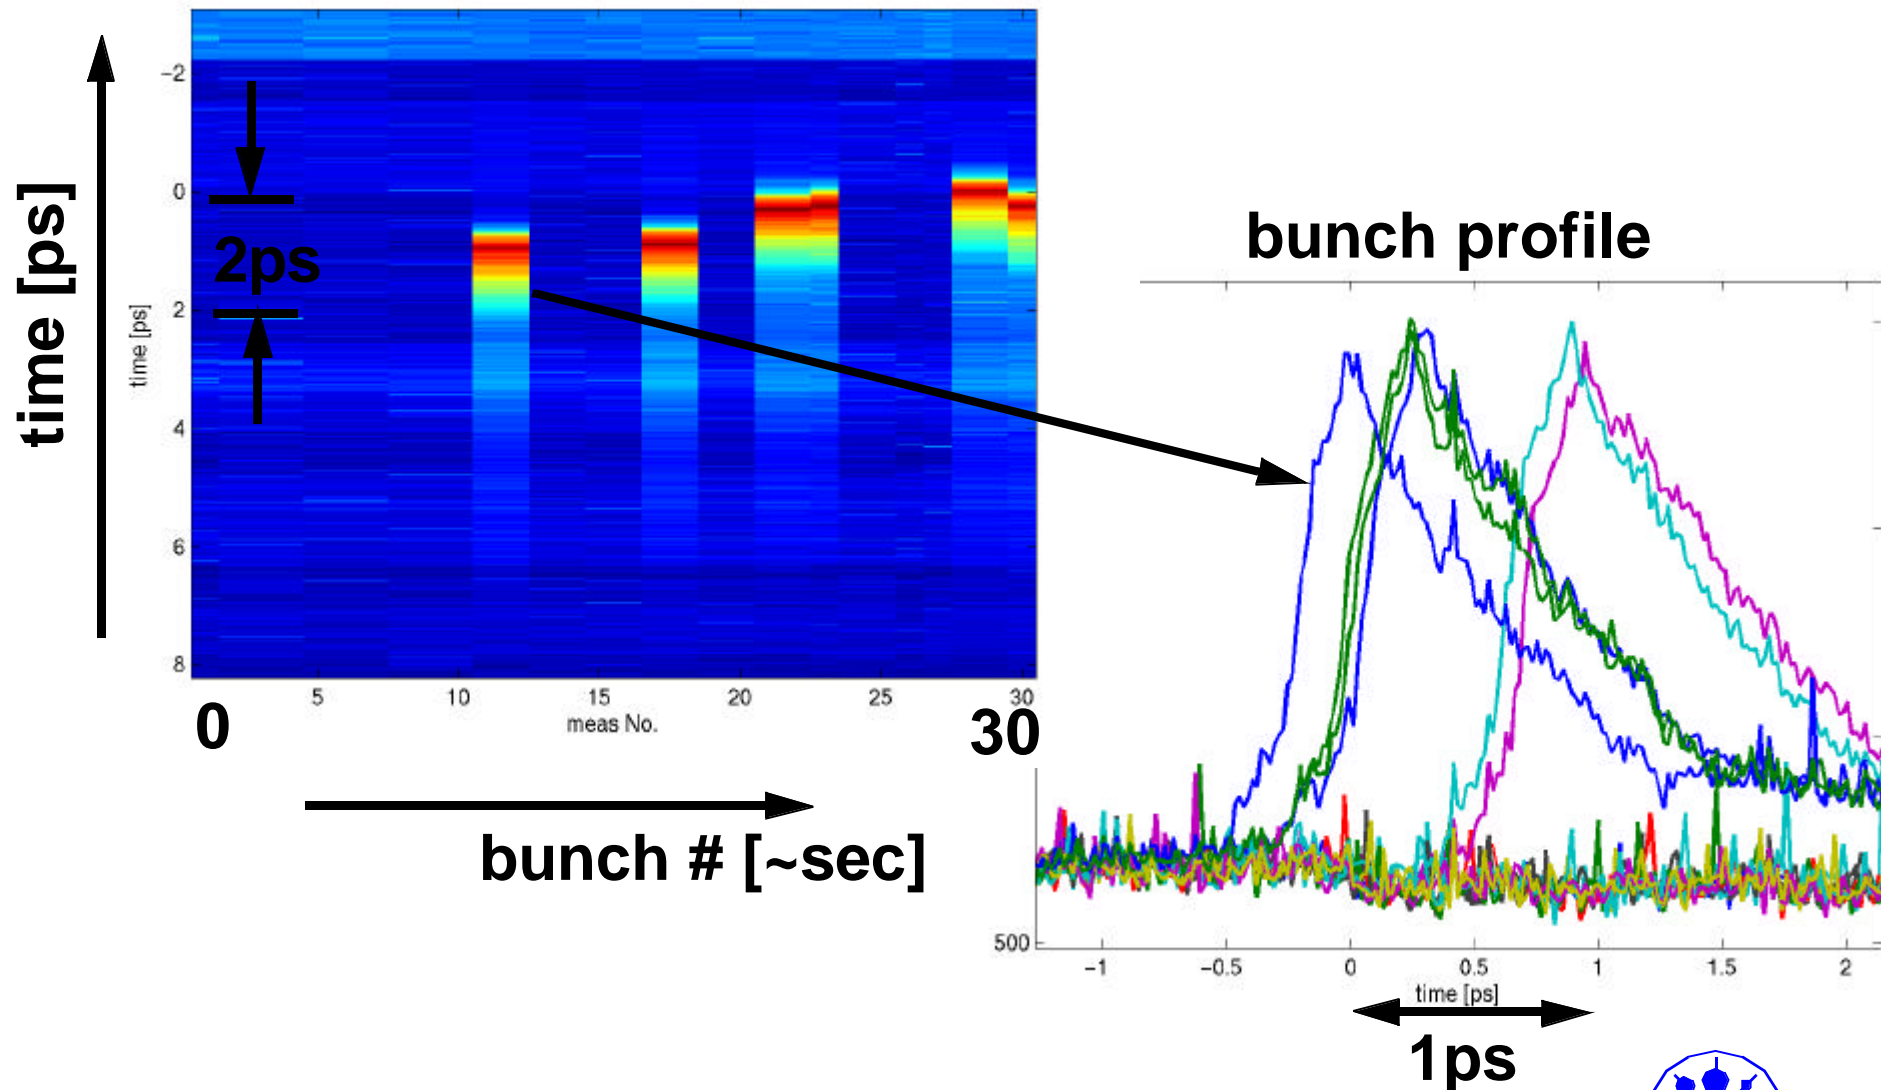 time [ps]
time [ps]
−2
0
2
4
6
8
2ps
5
10
15
20
25
30
meas No.
0
30
bunch # [~sec]
bunch profile
500
−1
−0.5
0
0.5
1
1.5
2
time [ps]
1ps